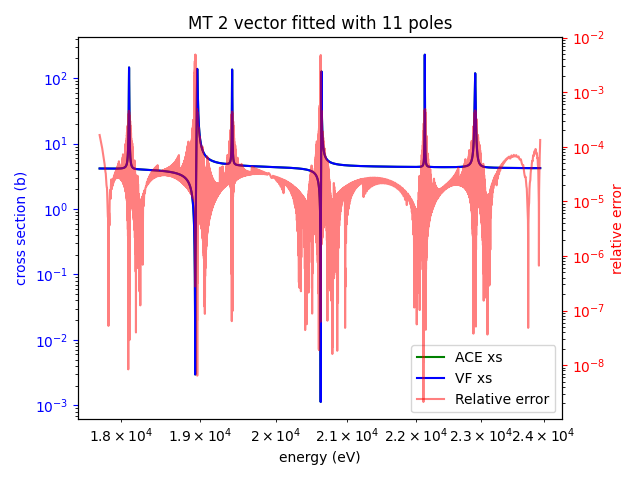 MT 2 vector fitted with 11 poles
10²
10¹
10⁰
10⁻¹
10⁻²
10⁻³
cross section (b)
10⁻²
10⁻³
10⁻⁴
10⁻⁵
10⁻⁶
10⁻⁷
10⁻⁸
relative error
ACE xs
VF xs
Relative error
1.8 × 10⁴ 1.9 × 10⁴ 2 × 10⁴ 2.1 × 10⁴ 2.2 × 10⁴ 2.3 × 10⁴ 2.4 × 10⁴
energy (eV)